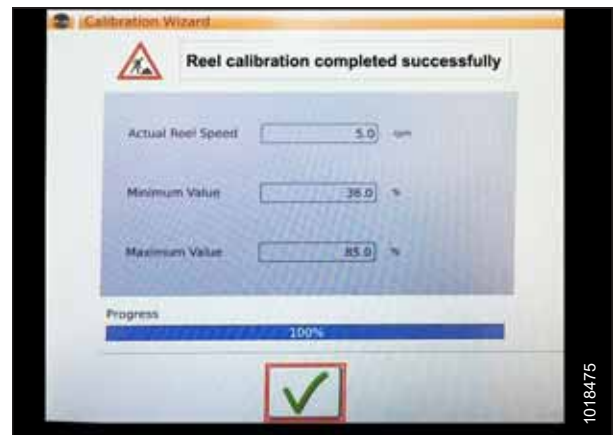 Calibration Wizard
Reel calibration completed successfully
Actual Reel Speed 5.0 rpm
Minimum Value 36.0 %
Maximum Value 85.0 %
Progress
100%
1018475